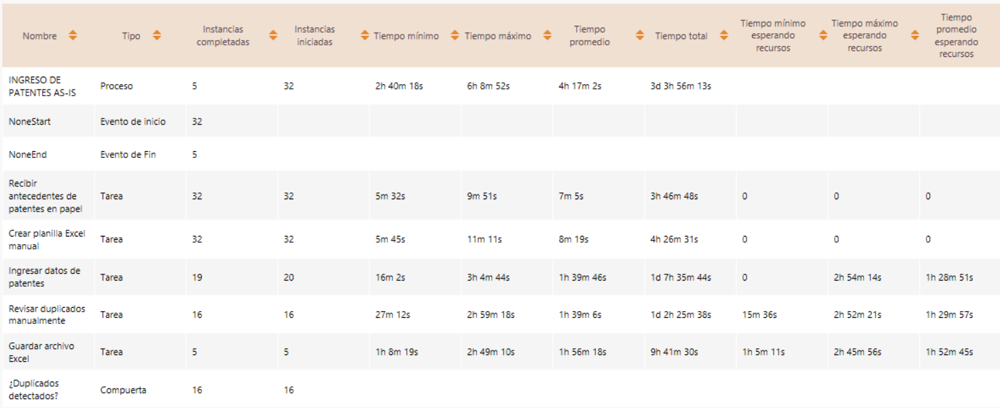 Nombre Tipo Instancias completadas Instancias iniciadas Tiempo mínimo Tiempo máximo Tiempo promedio Tiempo total Tiempo mínimo esperando recursos Tiempo máximo esperando recursos Tiempo promedio esperando recursos
INGRESO DE PATENTES AS-IS Proceso 5 32 2h 40m 18s 6h 8m 52s 4h 17m 2s 3d 3h 56m 13s
NoneStart Evento de inicio 32
NoneEnd Evento de Fin 5
Recibir antecedentes de patentes en papel Tarea 32 32 5m 32s 9m 51s 7m 5s 3h 46m 48s 0 0 0
Crear planilla Excel manual Tarea 32 32 5m 45s 11m 11s 8m 19s 4h 26m 31s 0 0 0
Ingresar datos de patentes Tarea 19 20 16m 2s 3h 4m 44s 1h 39m 46s 1d 7h 35m 44s 0 2h 54m 14s 1h 28m 51s
Revisar duplicados manualmente Tarea 16 16 27m 12s 2h 59m 18s 1h 39m 6s 1d 2h 25m 38s 15m 36s 2h 52m 21s 1h 29m 57s
Guardar archivo Excel Tarea 5 5 1h 8m 19s 2h 49m 10s 1h 56m 18s 9h 41m 30s 1h 5m 11s 2h 45m 56s 1h 52m 45s
¿Duplicados detectados? Compuerta 16 16